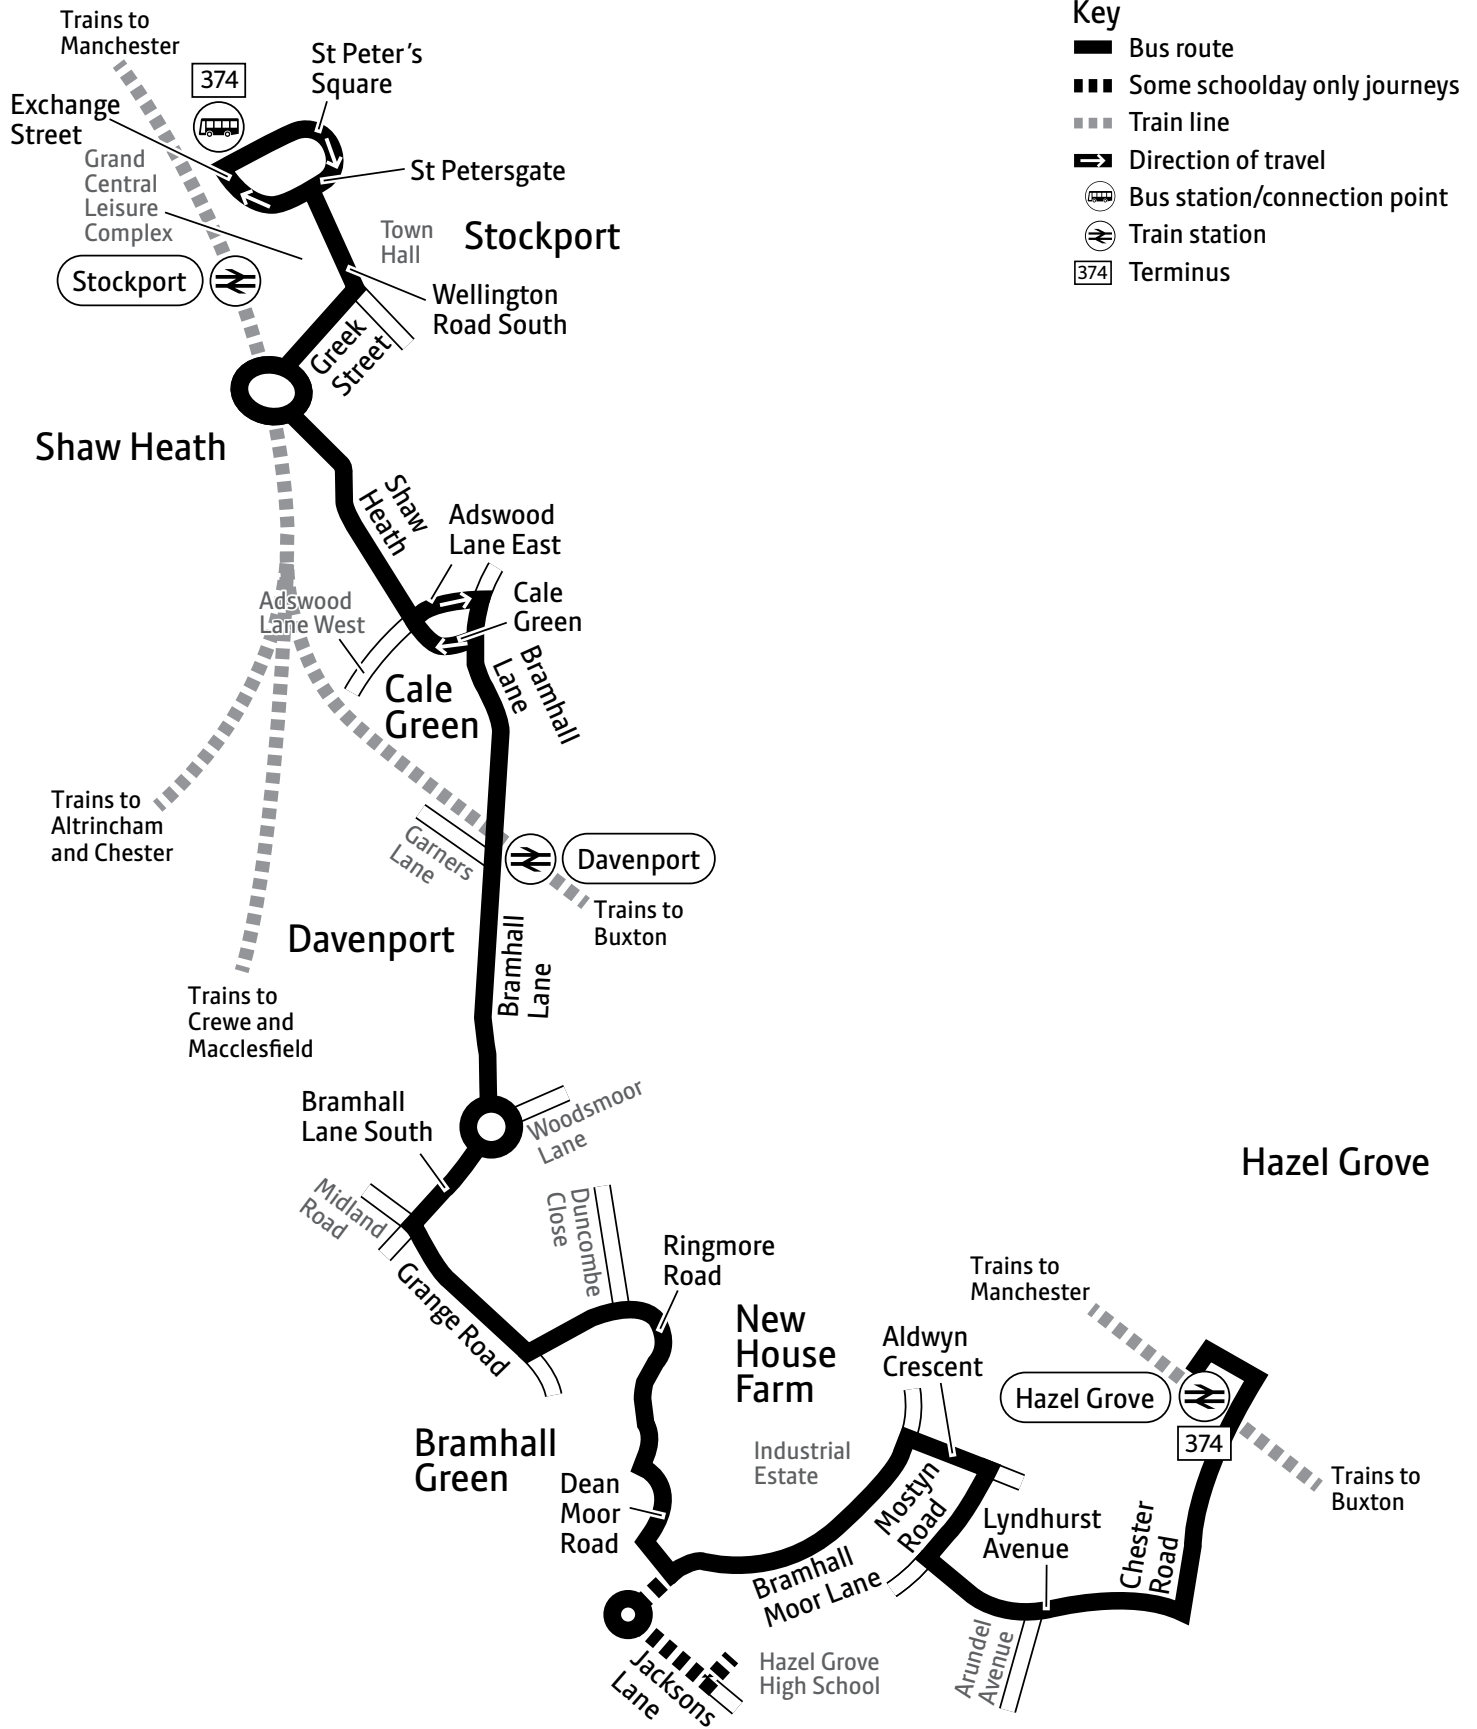 Trains to
Manchester
374
St Peter's
Square
Exchange
Street
Grand
Central
Leisure
Complex
St Petersgate
Town
Hall
Stockport
Stockport
Wellington
Road South
Greek
Street
Shaw Heath
Shaw
Heath
Adswood
Lane East
Cale
Green
Adswood
Lane West
Cale
Green
Bramhall
Lane
Trains to
Altrincham
and Chester
Garners
Lane
Davenport
Trains to
Buxton
Davenport
Bramhall
Lane
Trains to
Crewe and
Macclesfield
Bramhall
Lane South
Woodsmoor
Lane
Midland
Road
Duncombe
Close
Grange Road
Ringmore
Road
New
House
Farm
Bramhall
Green
Dean
Moor
Road
Industrial
Estate
Aldwyn
Crescent
Mostyn
Road
Bramhall
Moor Lane
Lyndhurst
Avenue
Arundel
Avenue
Chester
Road
Hazel Grove
Trains to
Manchester
Hazel Grove
374
Trains to
Buxton
Jacksons
Lane
Hazel Grove
High School
Key
Bus route
Some schoolday only journeys
Train line
Direction of travel
Bus station/connection point
Train station
374 Terminus